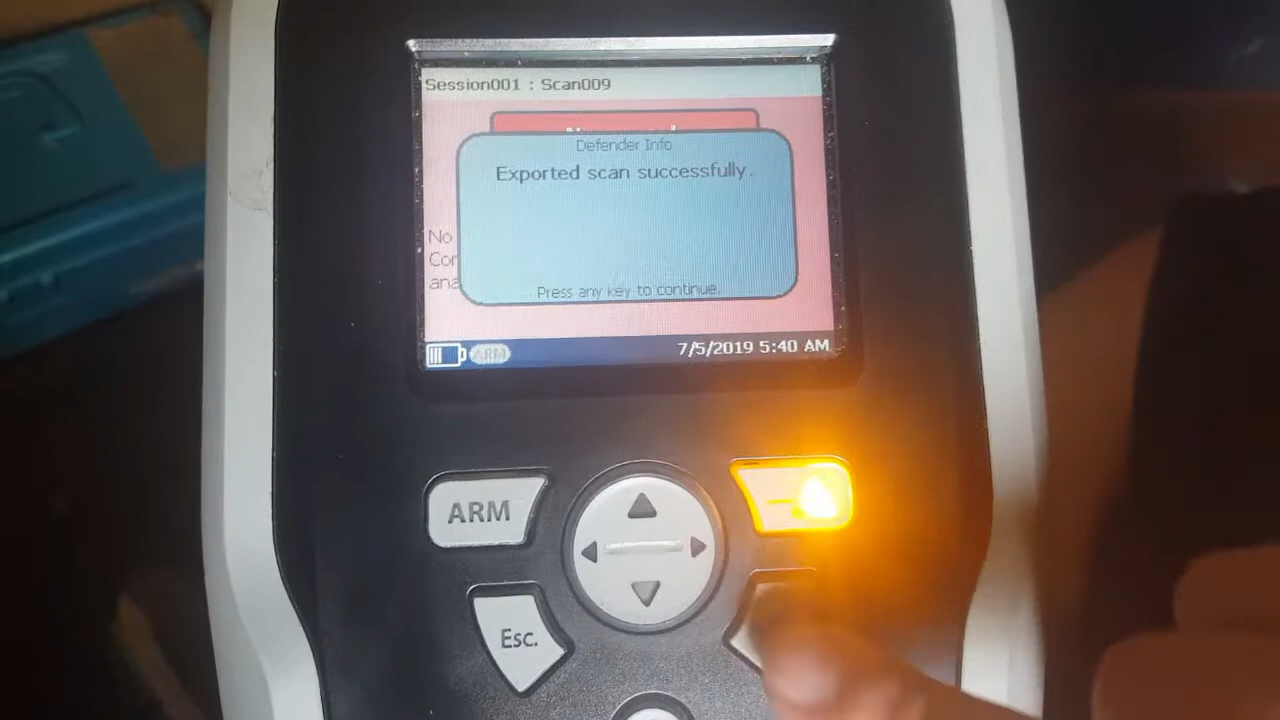 Session001 : Scan009
Defender Info
Exported scan successfully.
No
Press any key to continue.
ARM
7/5/2019 5:40 AM
ARM
Esc.